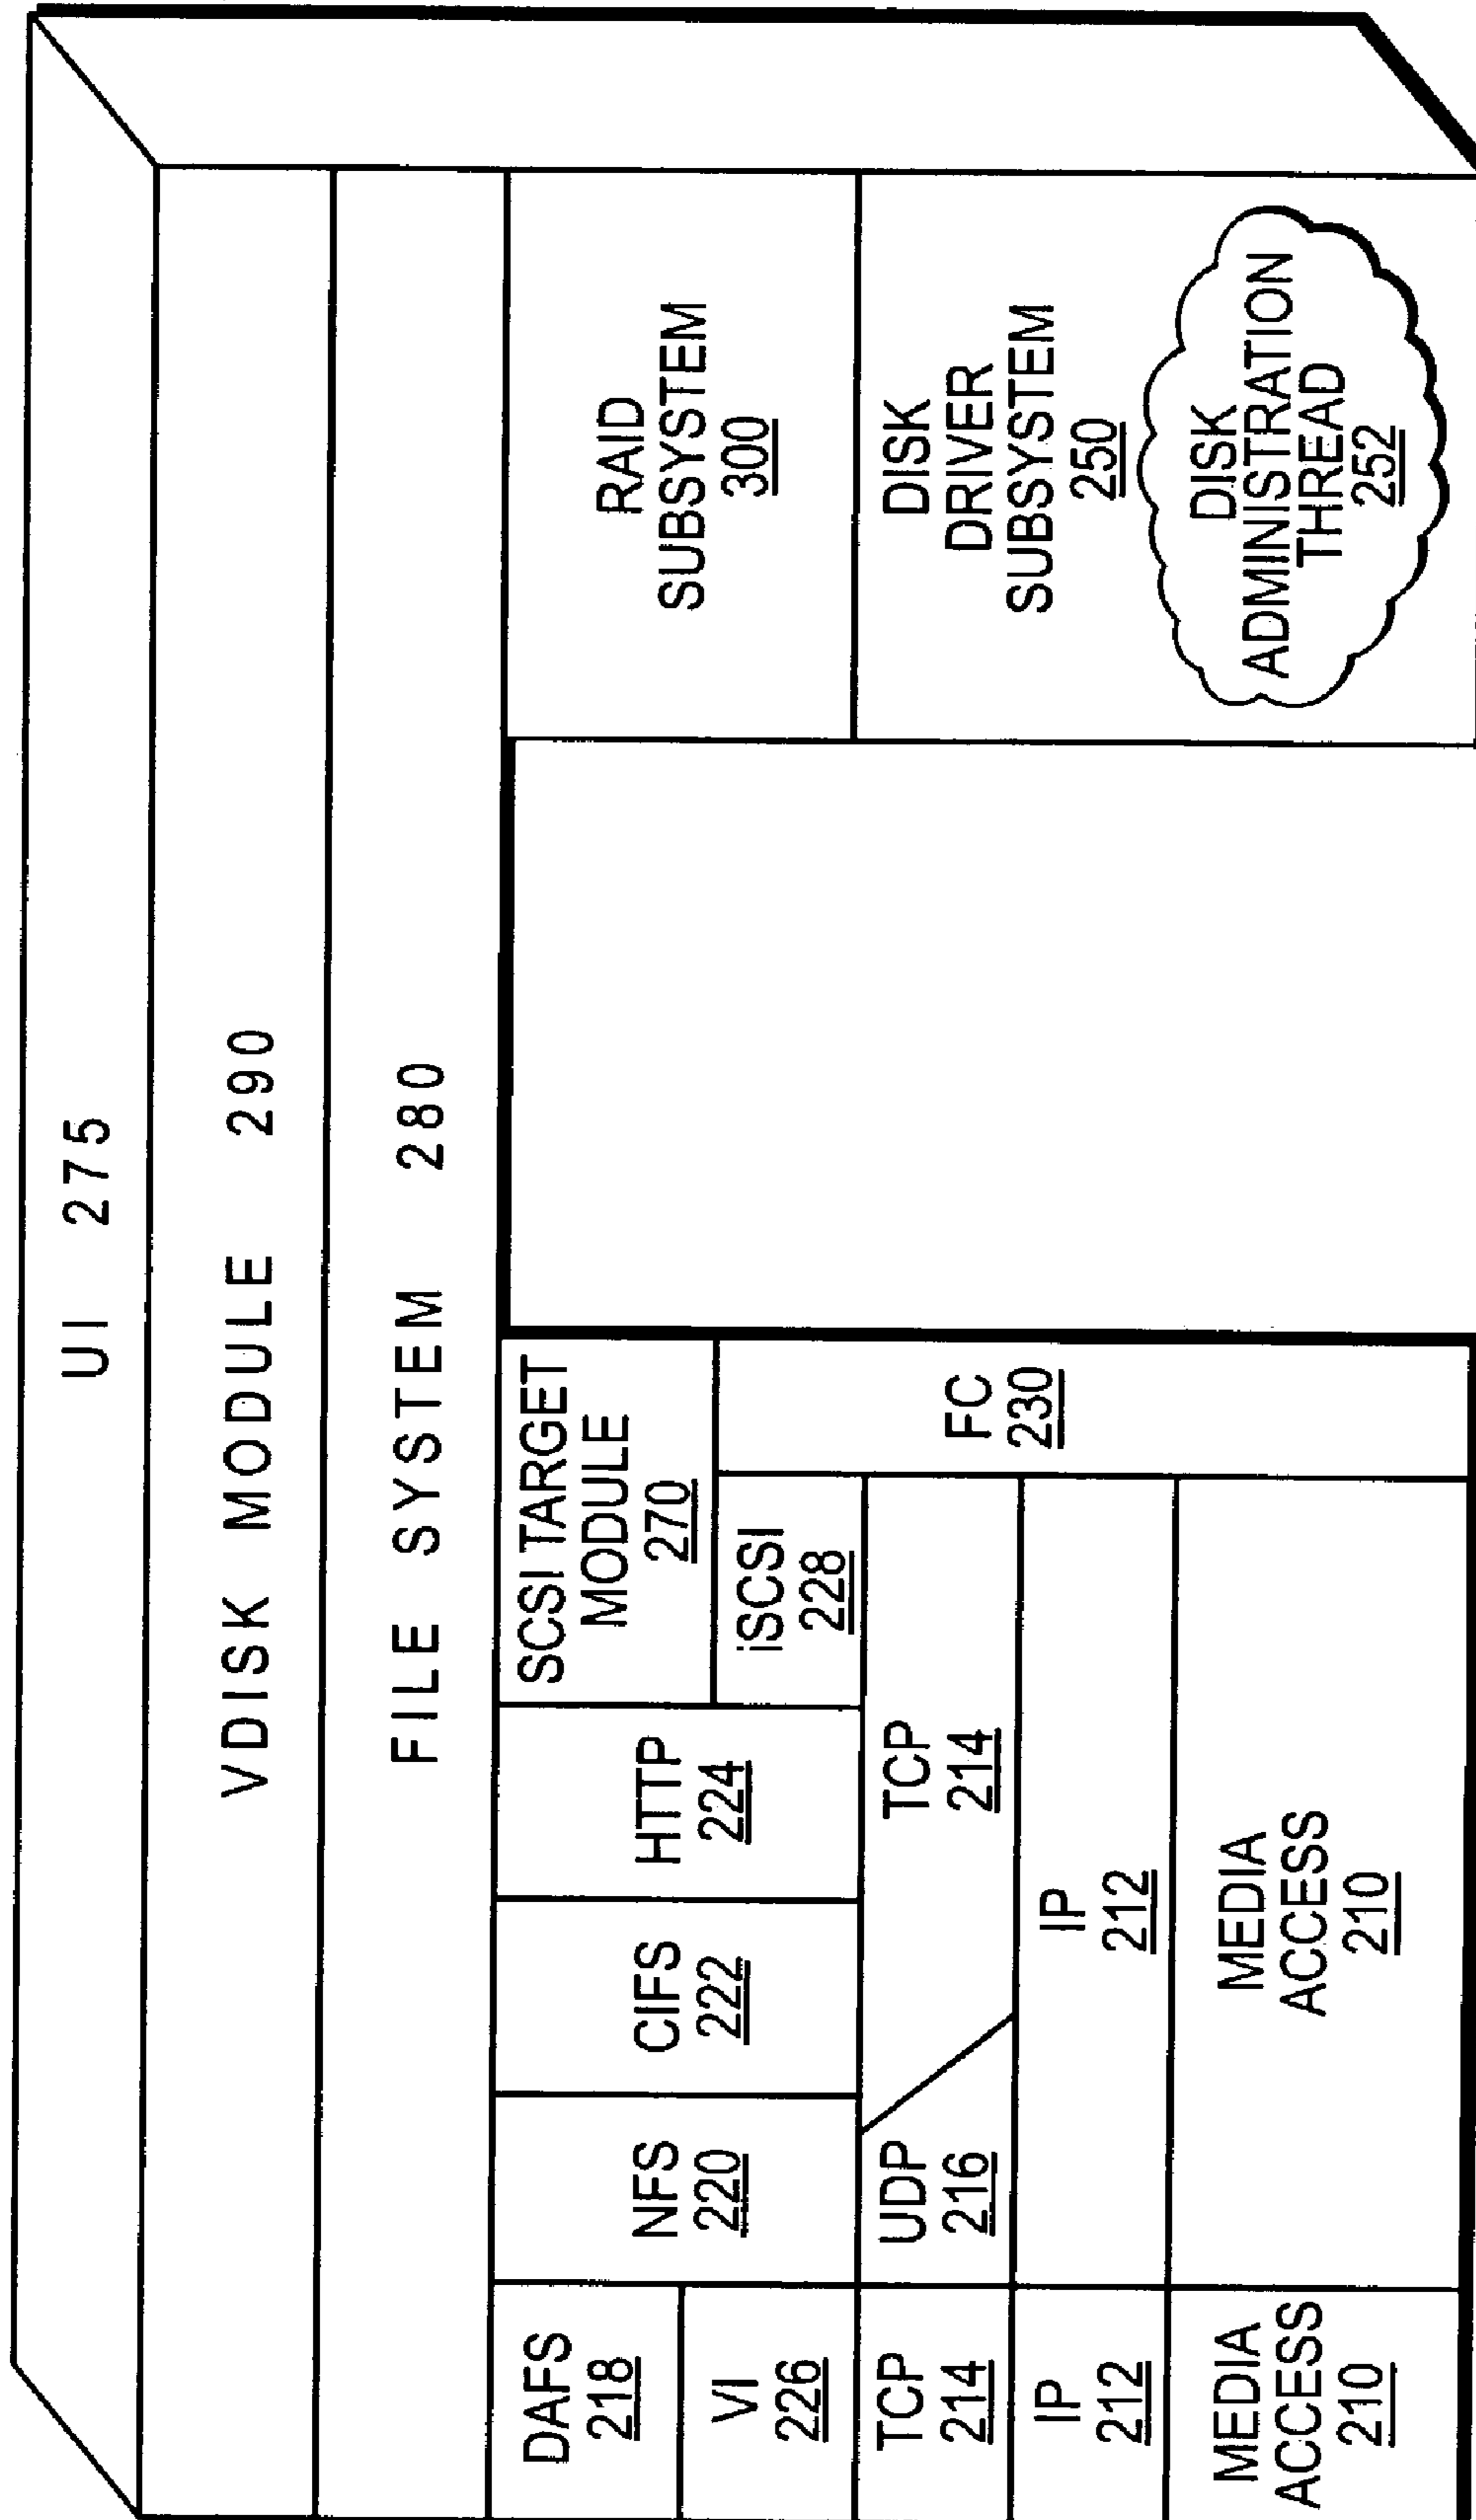 UI 275
VDISK MODULE 290
FILE SYSTEM 280
DAFS
218
VI
226
TCP
214
IP
212
MEDIA
ACCESS
210
NFS
220
CIFS
222
HTTP
224
SCSI TARGET
MODULE
270
iSCSI
228
FC
230
UDP
216
TCP
214
IP
212
MEDIA
ACCESS
210
RAID
SUBSYSTEM
300
DISK
DRIVER
SUBSYSTEM
250
DISK
ADMINISTRATION
THREAD
252